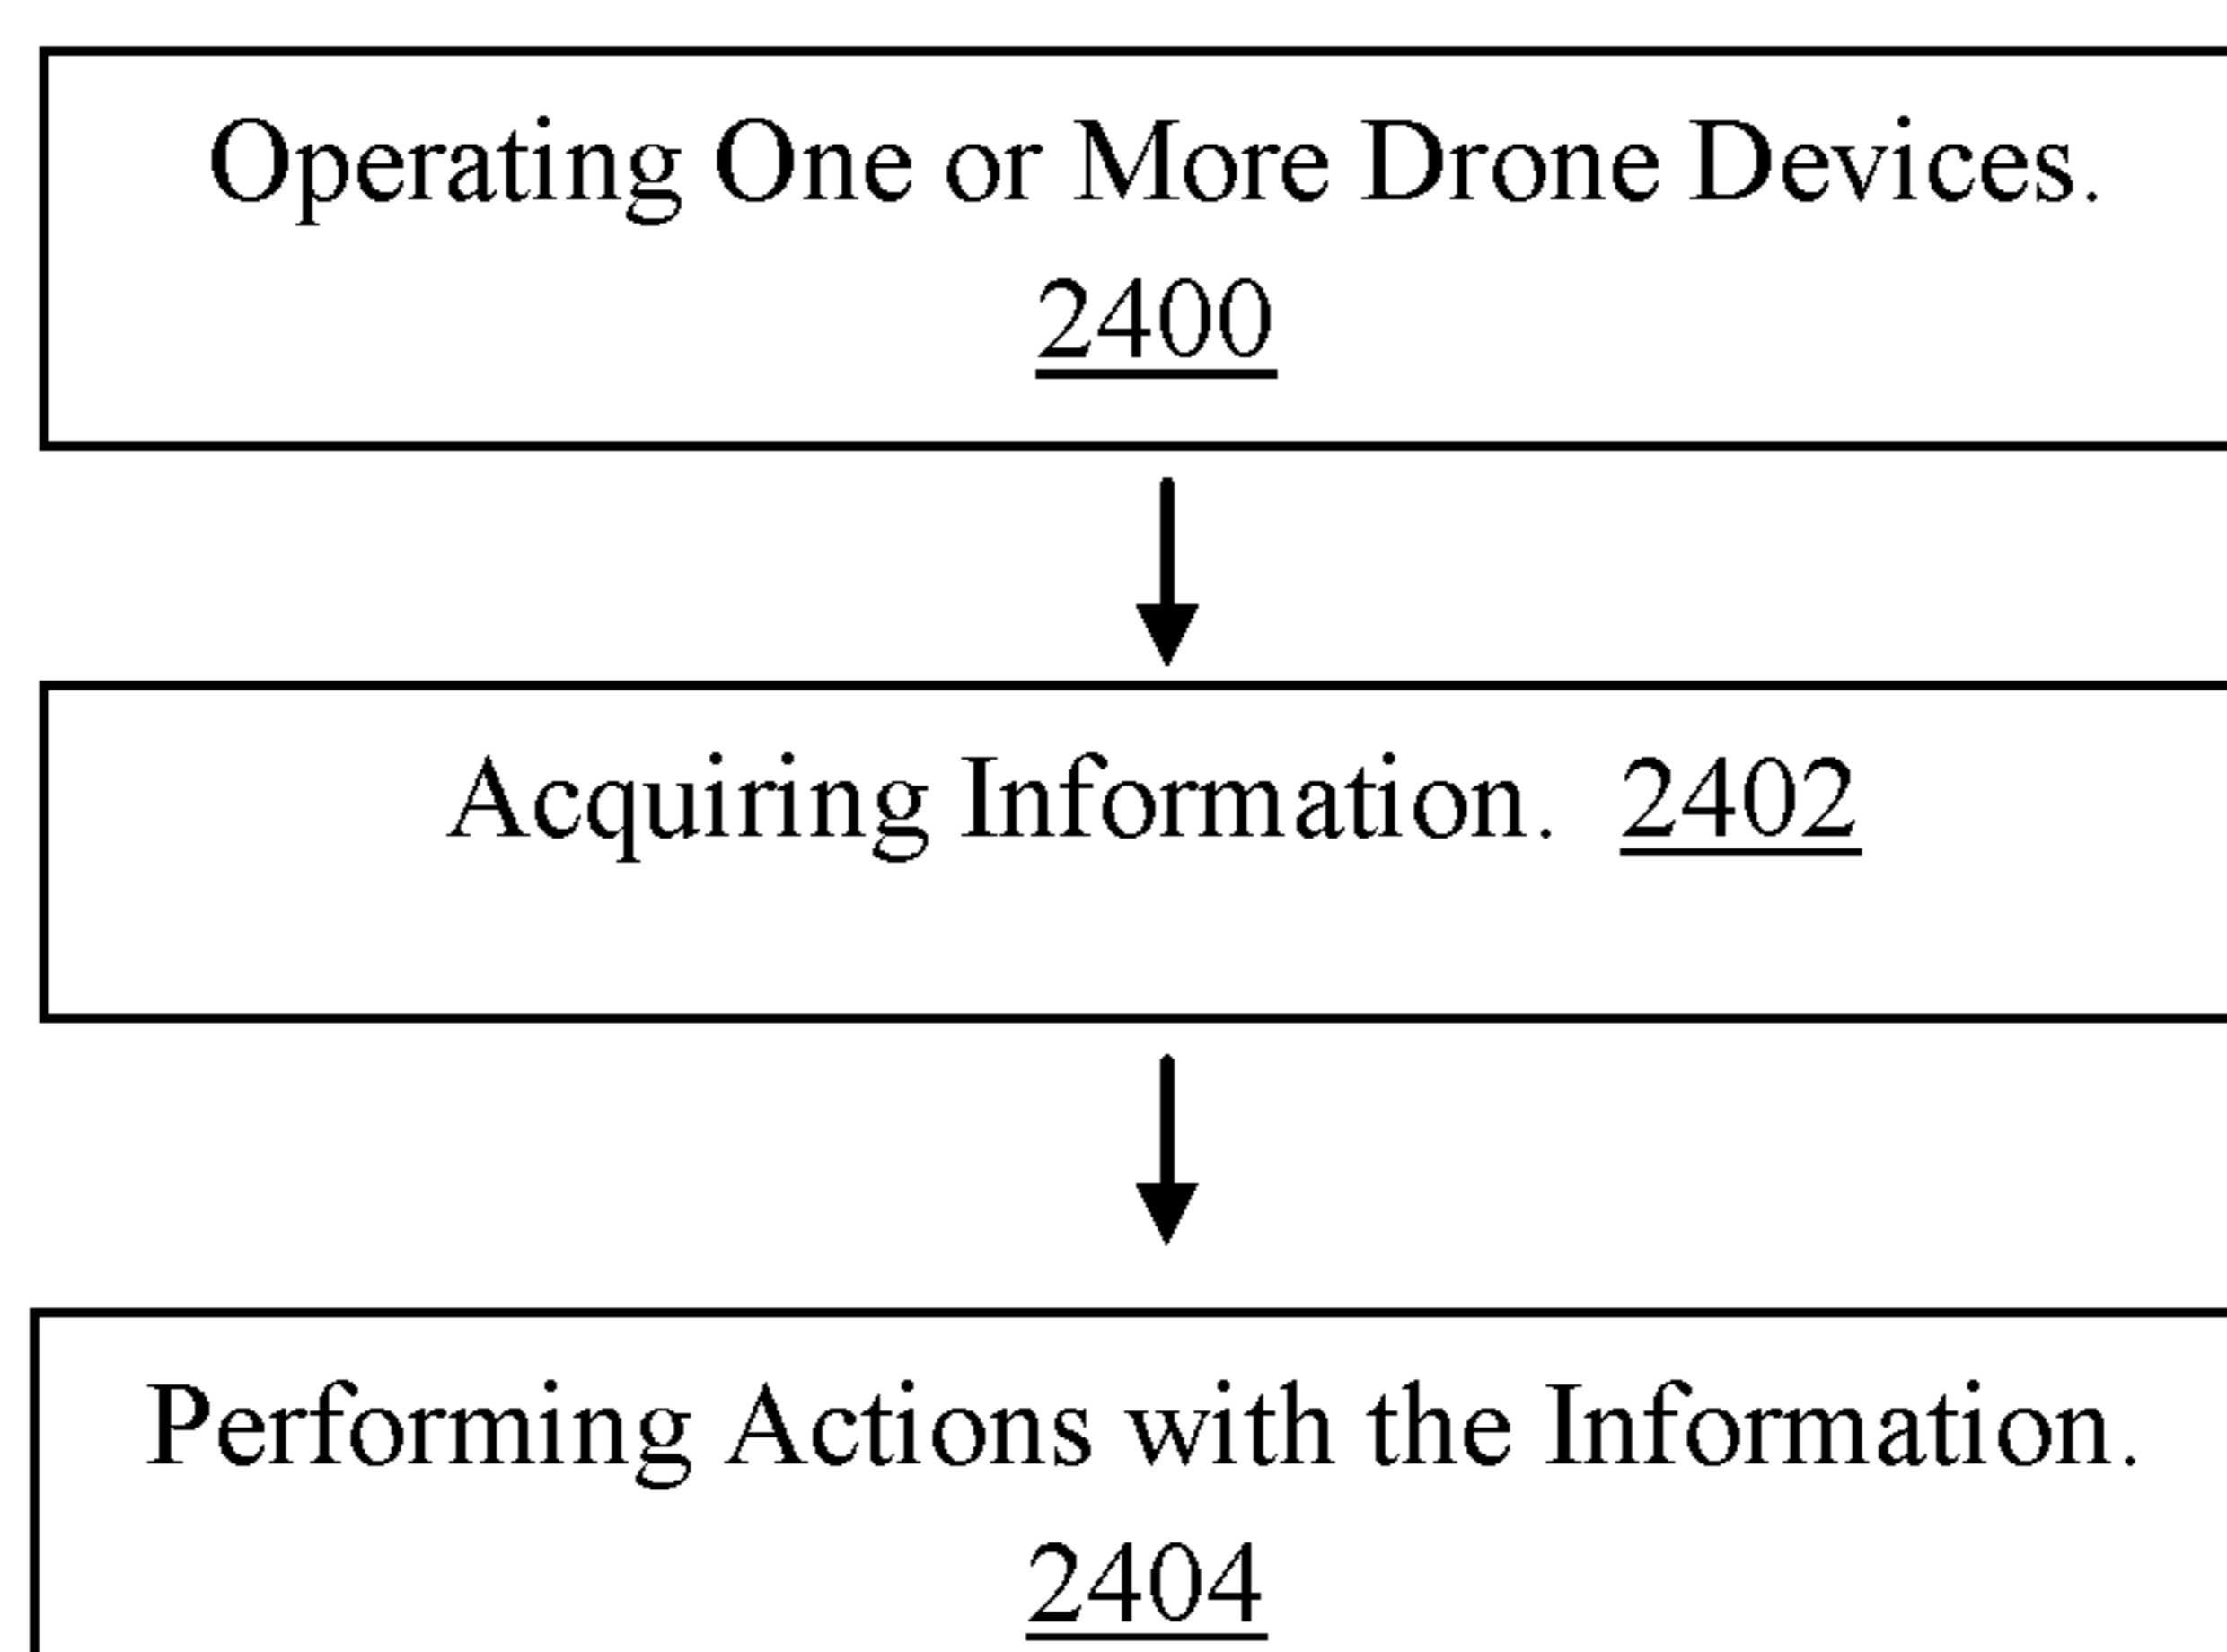 Operating One or More Drone Devices.
2400
Acquiring Information. 2402
Performing Actions with the Information.
2404